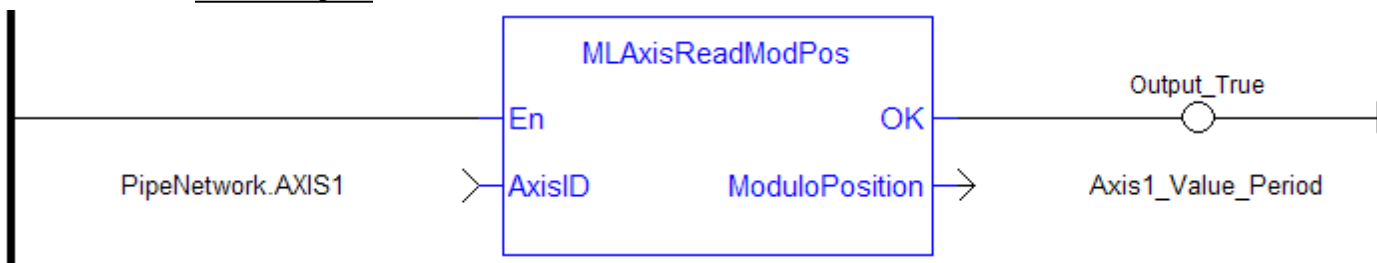 MLAxisReadModPos
Output_True
En
OK
PipeNetwork.AXIS1
AxisID
ModuloPosition
Axis1_Value_Period